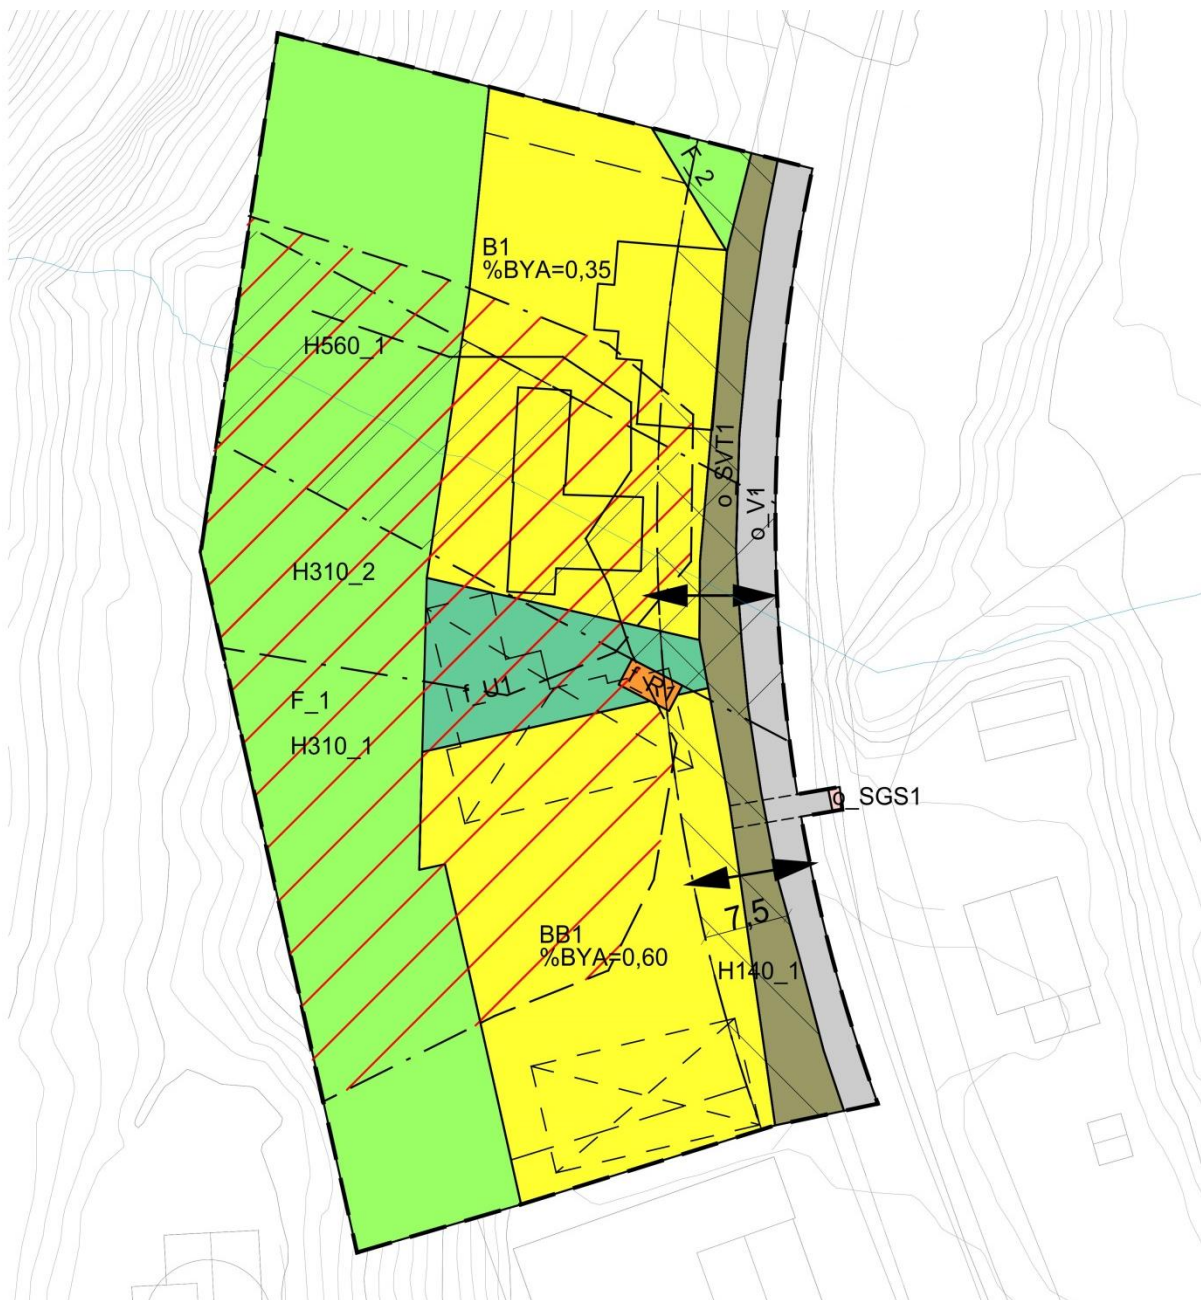 F_2
B1
%BYA=0,35
H560_1
o_SVT1
o_V1
H310_2
f_U1
f_R1
F_1
H310_1
o_SGS1
7,5
BB1
%BYA=0,60
H140_1